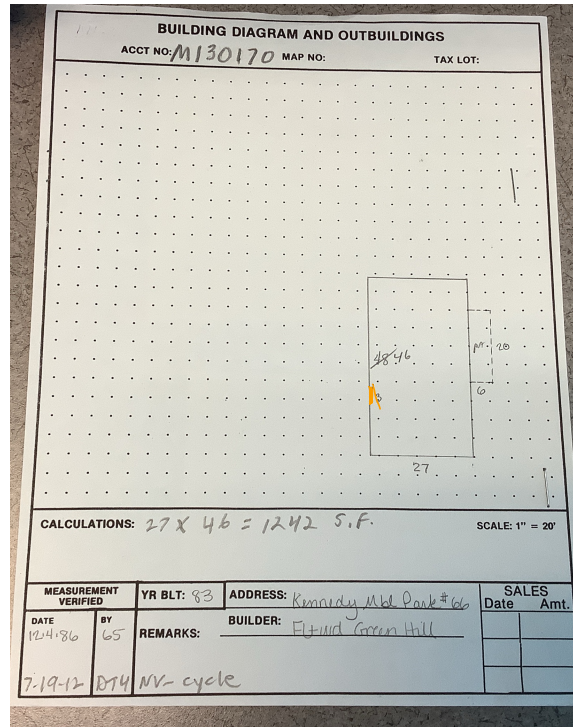 BUILDING DIAGRAM AND OUTBUILDINGS
ACCT NO: M130170 MAP NO: TAX LOT:
48 46
pr. 20
6
27
CALCULATIONS: 27 X 46 = 1242 S.F. SCALE: 1" = 20'
MEASUREMENT VERIFIED YR BLT: 83 ADDRESS: Kennedy Mbl Park #66 SALES
Date Amt.
DATE BY BUILDER: Green Hill
12.4.86 65 REMARKS:
7-19-12 DT4 NV- cycle